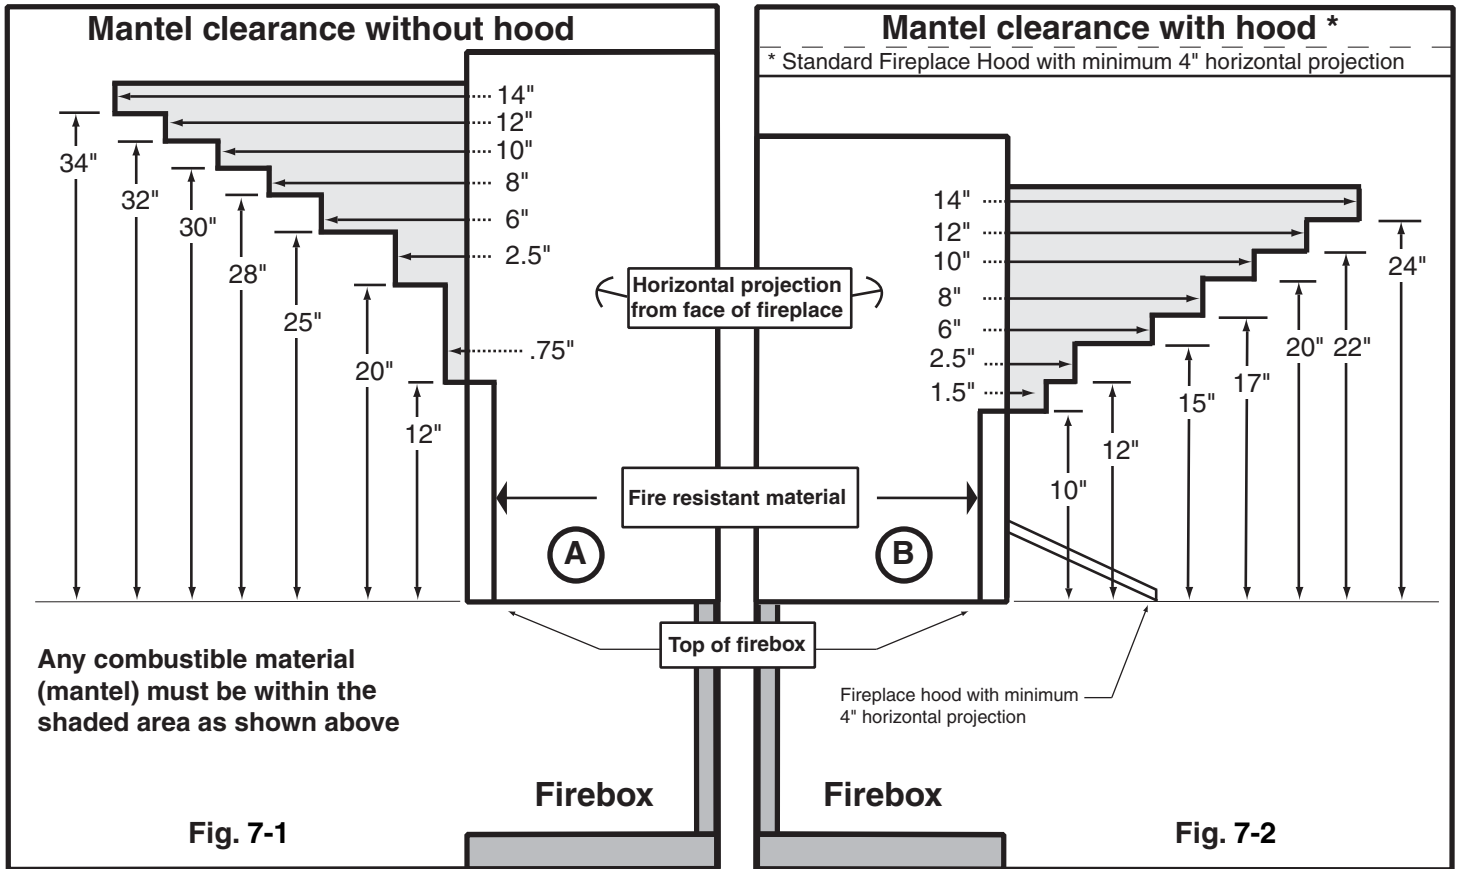 Mantel clearance without hood
14"
12"
10"
8"
6"
2.5"
.75"
34"
32"
30"
28"
25"
20"
12"
Any combustible material
(mantel) must be within the
shaded area as shown above
Firebox
Fig. 7-1
A
Horizontal projection
from face of fireplace
Fire resistant material
Top of firebox
Mantel clearance with hood *
* Standard Fireplace Hood with minimum 4" horizontal projection
14"
12"
10"
8"
6"
2.5"
1.5"
10"
12"
15"
17"
20"
22"
24"
B
Fireplace hood with minimum
4" horizontal projection
Firebox
Fig. 7-2